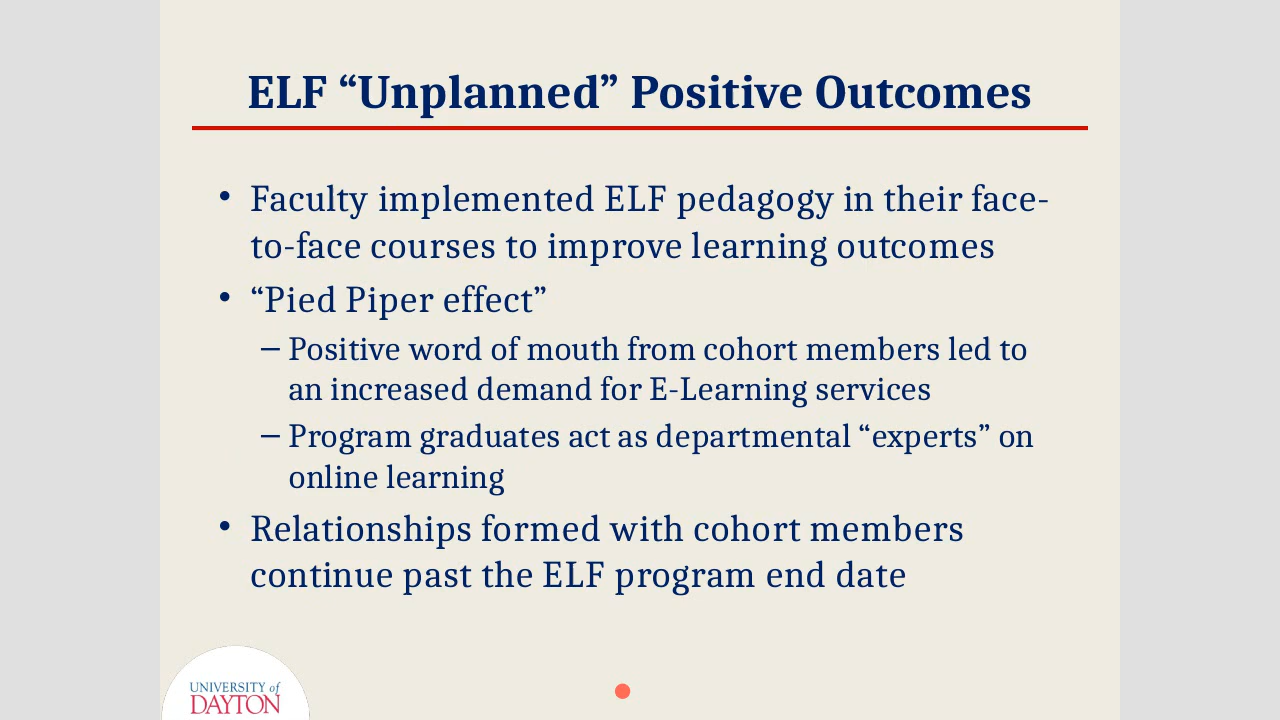 ELF “Unplanned” Positive Outcomes
• Faculty implemented ELF pedagogy in their face-
to-face courses to improve learning outcomes
• “Pied Piper effect”
– Positive word of mouth from cohort members led to
an increased demand for E-Learning services
– Program graduates act as departmental “experts” on
online learning
• Relationships formed with cohort members
continue past the ELF program end date
UNIVERSITY of
DAYTON